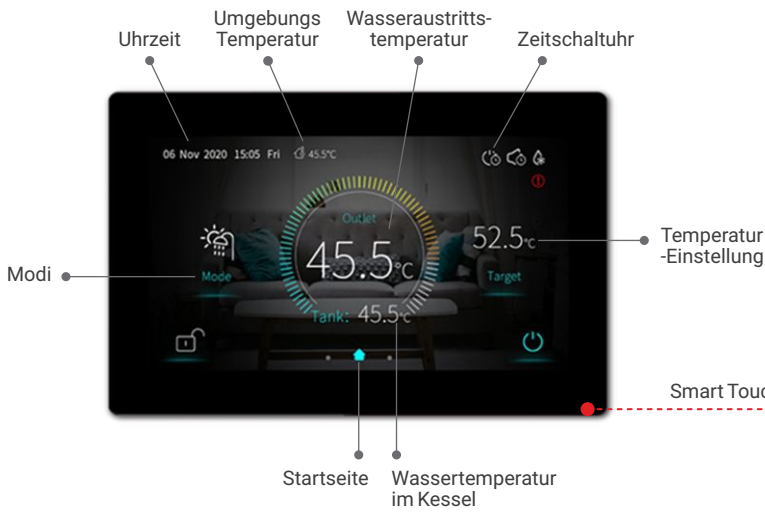 Umgebungs
Temperatur
Wasseraustritts-
temperatur
Uhrzeit
Zeitschaltuhr
06 Nov 2020 15:05 Fri 45.5°C
Outlet
45.5°C
52.5°C
Temperatur
-Einstellung
Modi
Mode
Target
Tank: 45.5°C
Smart
Startseite
Wassertemperatur
im Kessel